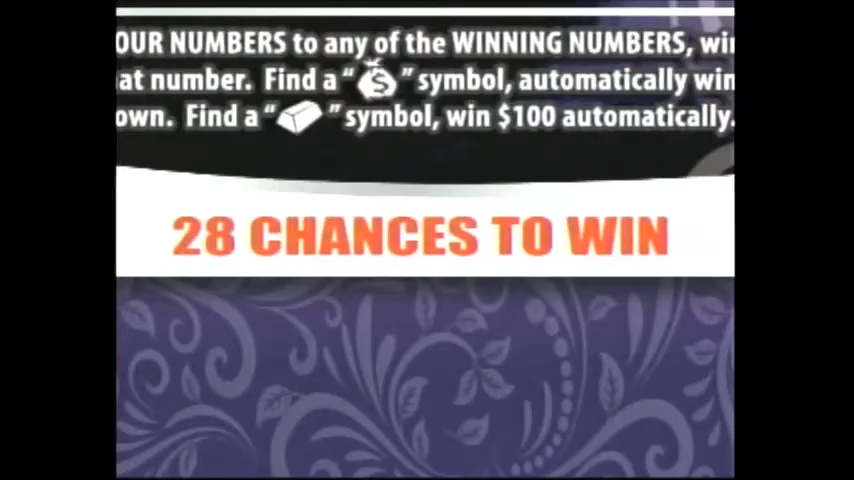 OUR NUMBERS to any of the WINNING NUMBERS, wi
at number. Find a “ ” symbol, automatically win
own. Find a “ ” symbol, win $100 automatically.
28 CHANCES TO WIN